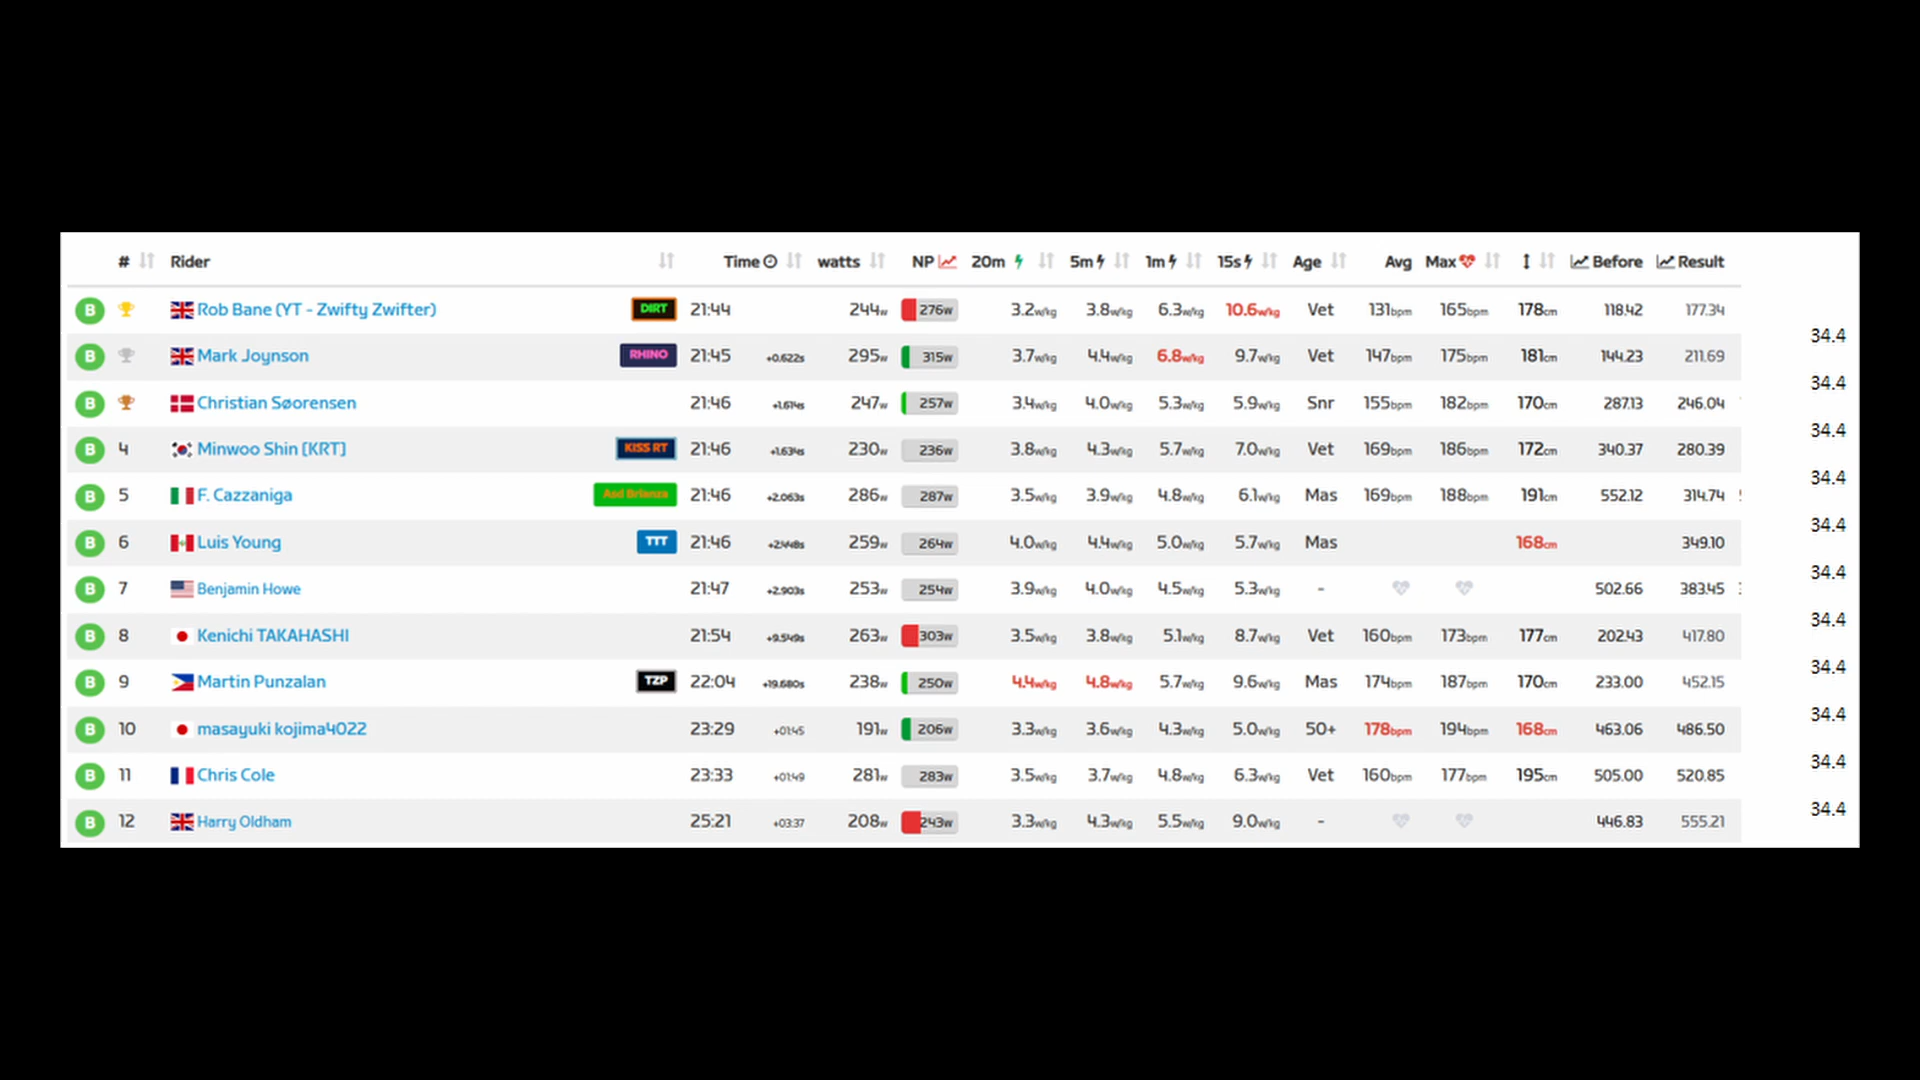 # Rider Time watts NP 20m 5m 1m 15s Age Avg Max Before Result
B Rob Bane (YT - Zwifty Zwifter) DIRT 21:44 244w 276w 3.2w/kg 3.8w/kg 6.3w/kg 10.6w/kg Vet 131bpm 165bpm 178cm 118.42 177.34
34.4
B Mark Joynson RHINO 21:45 +0.622s 295w 315w 3.7w/kg 4.4w/kg 6.8w/kg 9.7w/kg Vet 147bpm 175bpm 181cm 144.23 211.69
34.4
B Christian Søorensen 21:46 +1.614s 247w 257w 3.4w/kg 4.0w/kg 5.3w/kg 5.9w/kg Snr 155bpm 182bpm 170cm 287.13 246.04
34.4
B 4 Minwoo Shin [KRT] KISS RT 21:46 +1.634s 230w 236w 3.8w/kg 4.3w/kg 5.7w/kg 7.0w/kg Vet 169bpm 186bpm 172cm 340.37 280.39
34.4
B 5 F. Cazzaniga Asd Brianza 21:46 +2.063s 286w 287w 3.5w/kg 3.9w/kg 4.8w/kg 6.1w/kg Mas 169bpm 188bpm 191cm 552.12 314.74
34.4
B 6 Luis Young TTT 21:46 +2.448s 259w 264w 4.0w/kg 4.4w/kg 5.0w/kg 5.7w/kg Mas 168cm 349.10
34.4
B 7 Benjamin Howe 21:47 +2.903s 253w 254w 3.9w/kg 4.0w/kg 4.5w/kg 5.3w/kg - 502.66 383.45
34.4
B 8 Kenichi TAKAHASHI 21:54 +9.549s 263w 303w 3.5w/kg 3.8w/kg 5.1w/kg 8.7w/kg Vet 160bpm 173bpm 177cm 202.43 417.80
34.4
B 9 Martin Punzalan TZP 22:04 +19.680s 238w 250w 4.4w/kg 4.8w/kg 5.7w/kg 9.6w/kg Mas 174bpm 187bpm 170cm 233.00 452.15
34.4
B 10 masayuki kojima4022 23:29 +01:45 191w 206w 3.3w/kg 3.6w/kg 4.3w/kg 5.0w/kg 50+ 178bpm 194bpm 168cm 463.06 486.50
34.4
B 11 Chris Cole 23:33 +01:49 281w 283w 3.5w/kg 3.7w/kg 4.8w/kg 6.3w/kg Vet 160bpm 177bpm 195cm 505.00 520.85
34.4
B 12 Harry Oldham 25:21 +03:37 208w 243w 3.3w/kg 4.3w/kg 5.5w/kg 9.0w/kg - 446.83 555.21